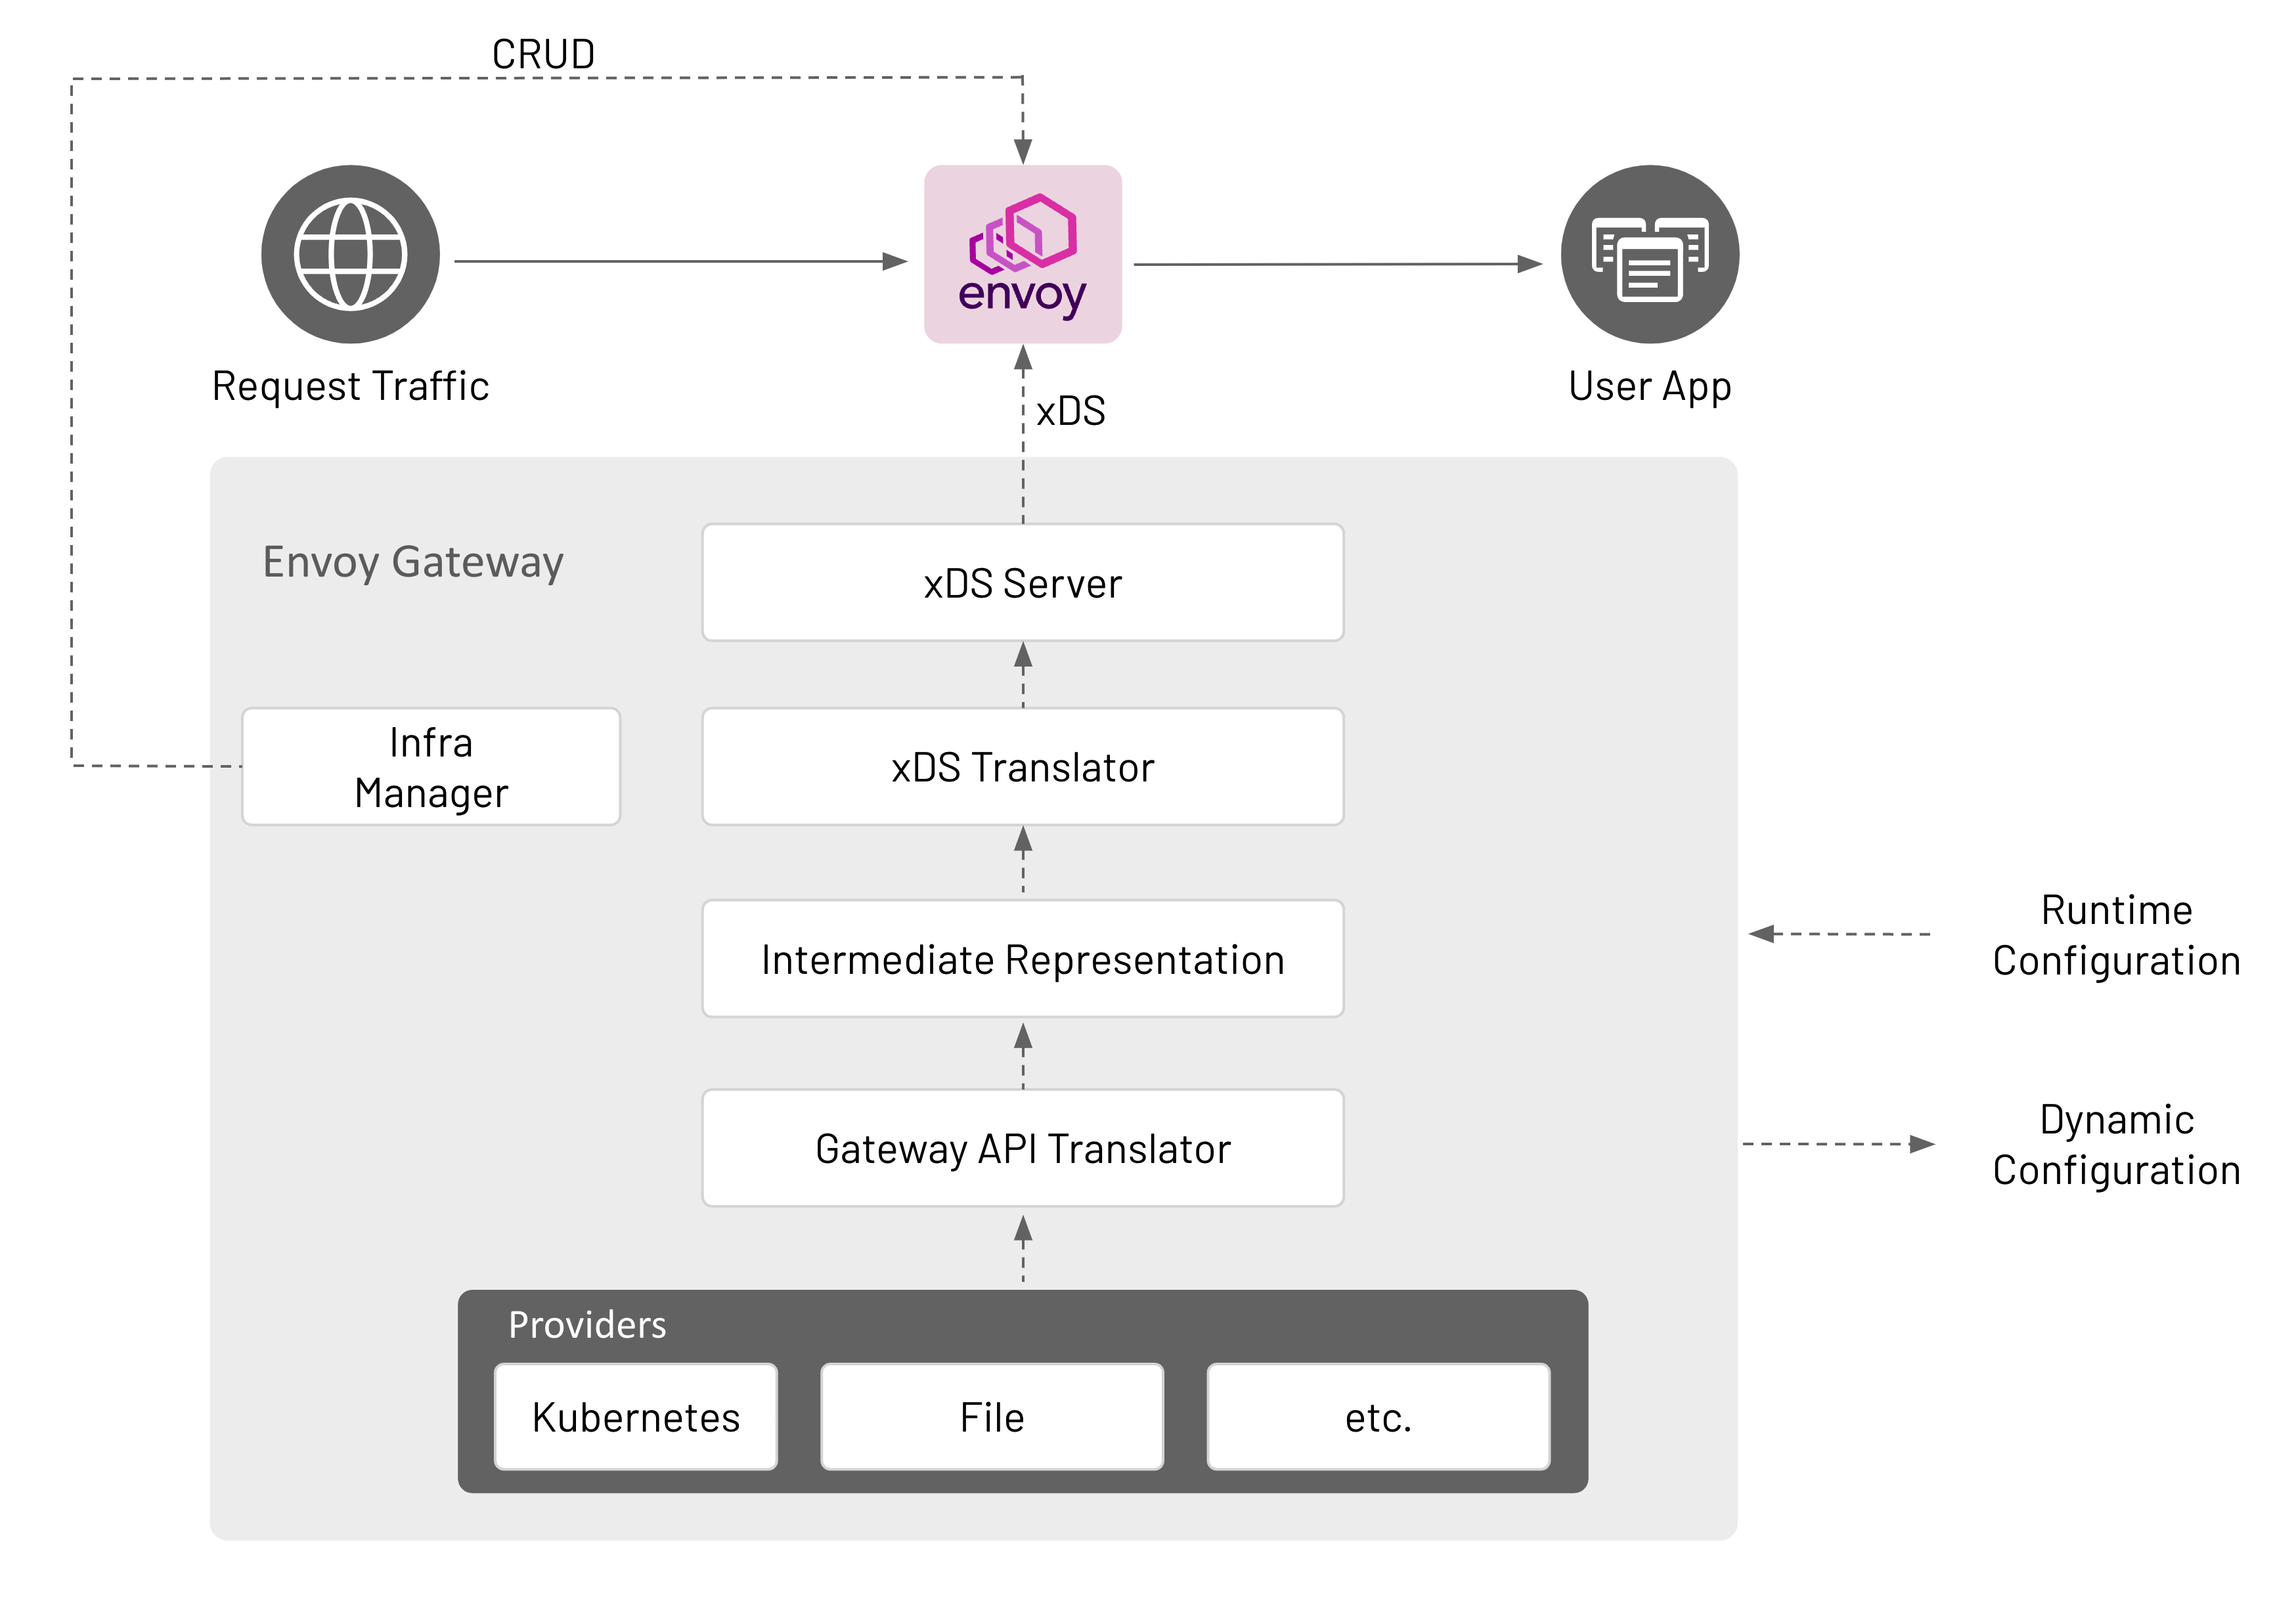 CRUD
envoy
Request Traffic
User App
xDS
Envoy Gateway
xDS Server
Infra
Manager
xDS Translator
Runtime
Configuration
Intermediate Representation
Dynamic
Configuration
Gateway API Translator
Providers
Kubernetes
File
etc.